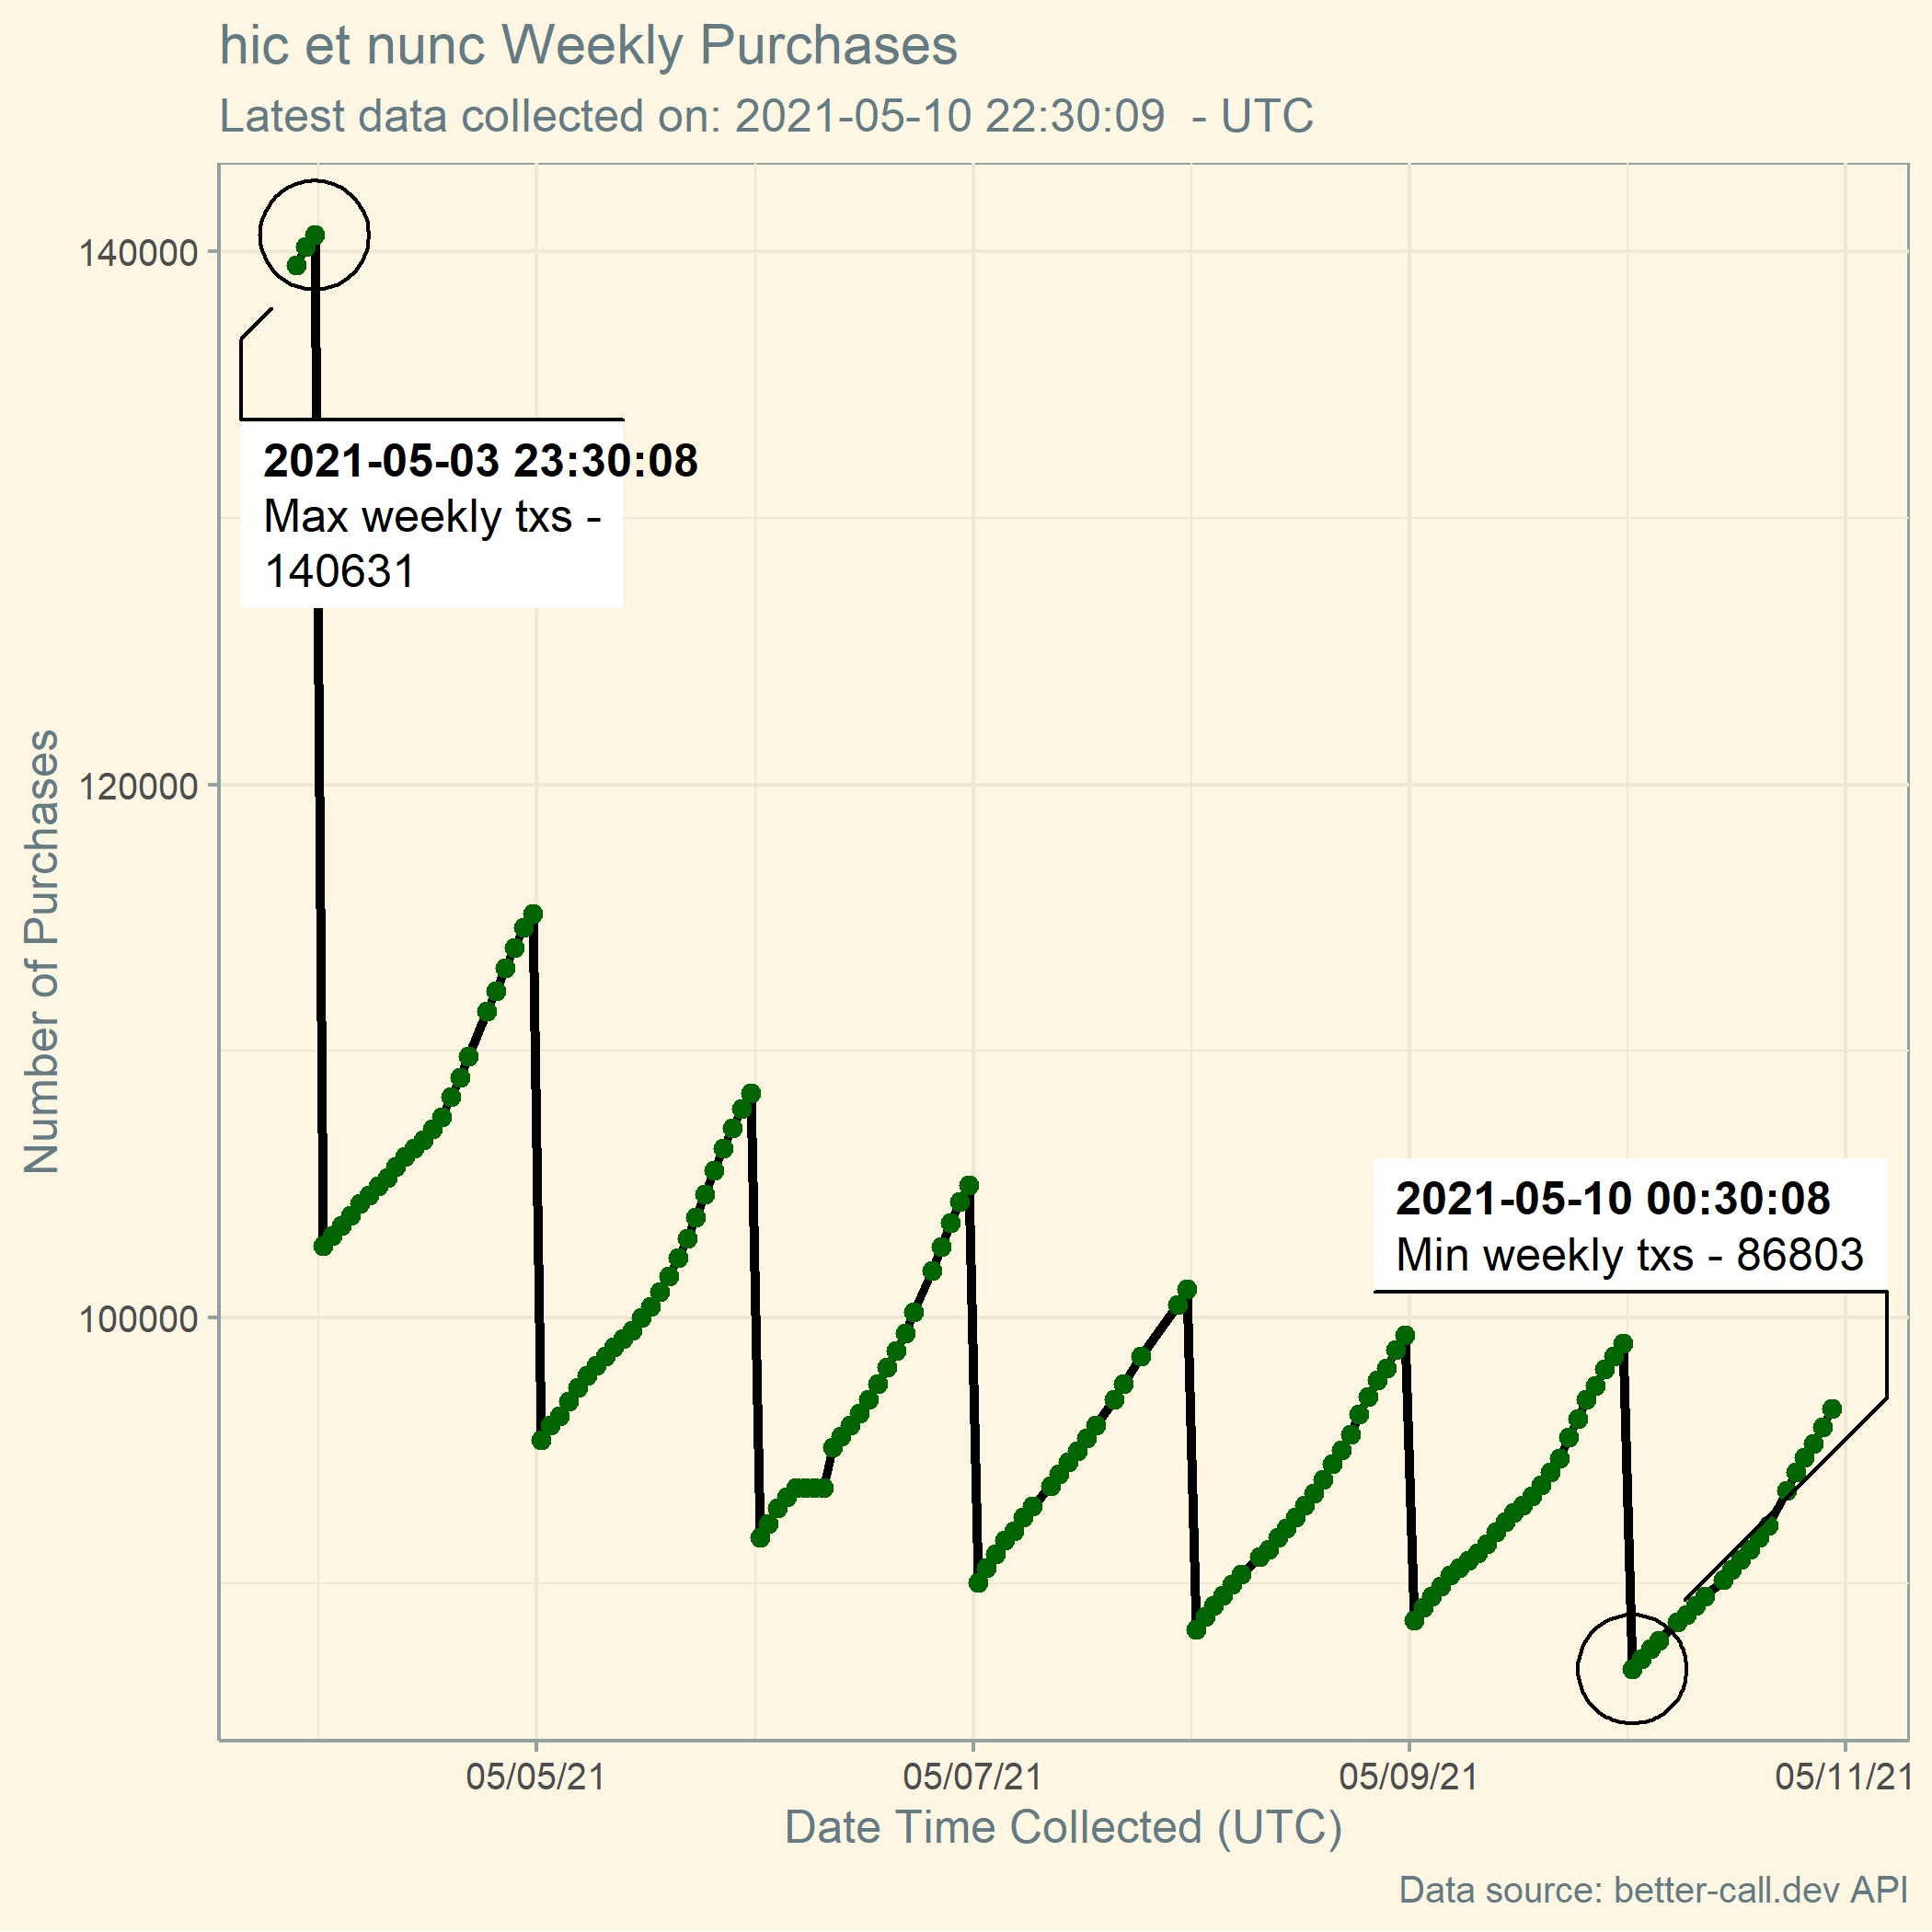 hic et nunc Weekly Purchases
Latest data collected on: 2021-05-10 22:30:09  - UTC
140000
2021-05-03 23:30:08
Max weekly txs -
140631
120000
Number of Purchases
2021-05-10 00:30:08
Min weekly txs - 86803
100000
05/05/21
05/07/21
05/09/21
05/11/21
Date Time Collected (UTC)
Data source: better-call.dev API